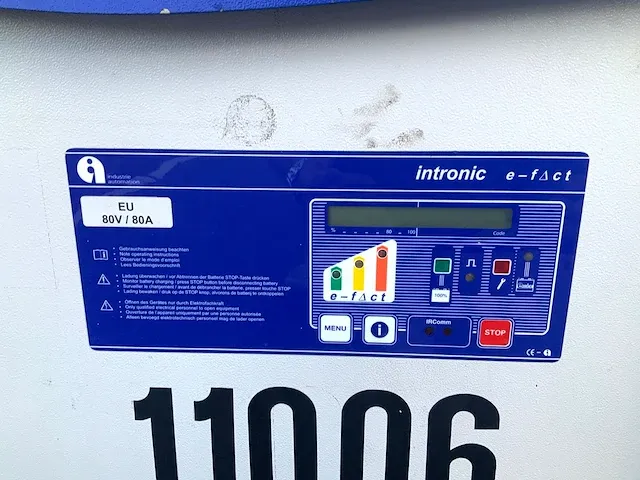 industrie
automation
intronic e-fΔct
EU
80V / 80A
% 80 100 Code
Gebrauchsanweisung beachten
Note operating instructions
Observer le mode d'emploi
Lees Bedieningsvoorschrift
Ladung überwachen / vor Abtrennen der Batterie STOP-Taste drücken
Monitor battery charging / press STOP button before disconnecting battery
Surveiller le chargement / avant de débrancher la batterie, presser touche STOP
Lading bewaken / druk op de STOP knop, alvorens de batterij te ontkoppelen
Öffnen des Gerätes nur durch Elektrofachkraft
Only qualified electrical personnel to open equipment
Ouverture de l'appareil uniquement par une personne autorisée
Alleen bevoegd elektrotechnisch personeel mag de lader openen.
e-fΔct
100%
MENU
i
IRComm
STOP
CE
11006